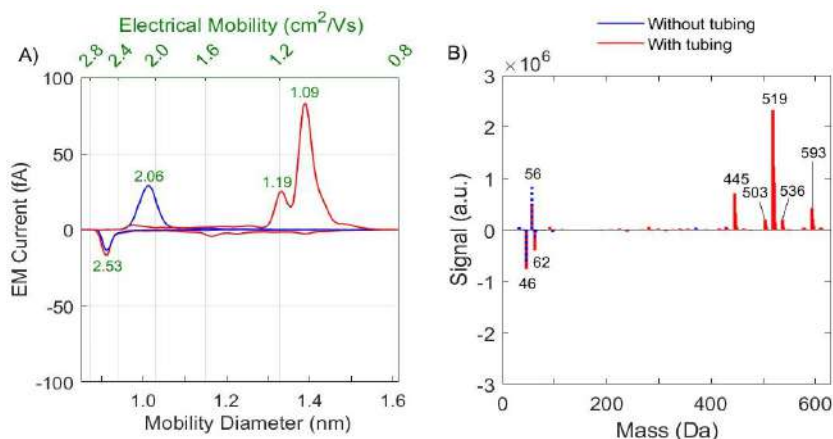 Electrical Mobility (cm²/Vs)
Without tubing
With tubing
A)
2.8 2.4 2.0 1.6 1.2 0.8
B)
× 10⁶
100
50
0
-50
-100
EM Current (fA)
2.06
1.19
1.09
2.53
1.0 1.2 1.4 1.6
Mobility Diameter (nm)
3
2
1
0
-1
-2
-3
Signal (a.u.)
56
46
62
445
503
519
536
593
0 200 400 600
Mass (Da)